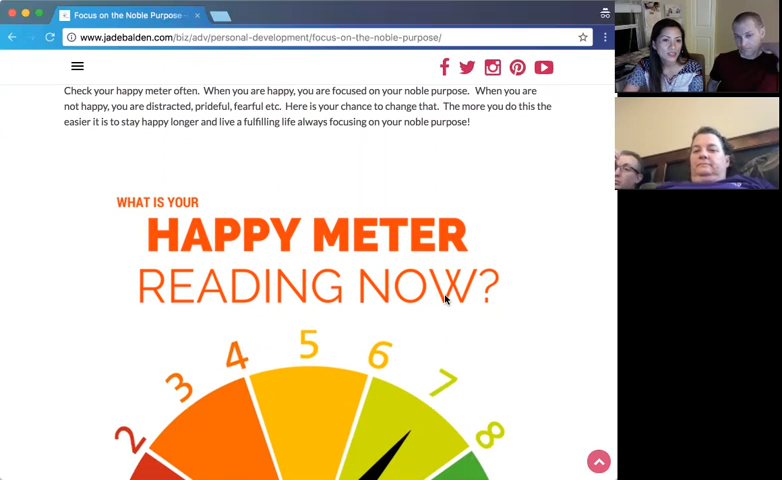 Focus on the Noble Purpose
www.jadebalden.com/biz/adv/personal-development/focus-on-the-noble-purpose/
Check your happy meter often. When you are happy, you are focused on your noble purpose. When you are
not happy, you are distracted, prideful, fearful etc. Here is your chance to change that. The more you do this the
easier it is to stay happy longer and live a fulfilling life always focusing on your noble purpose!
WHAT IS YOUR
HAPPY METER
READING NOW?
2
3
4
5
6
7
8